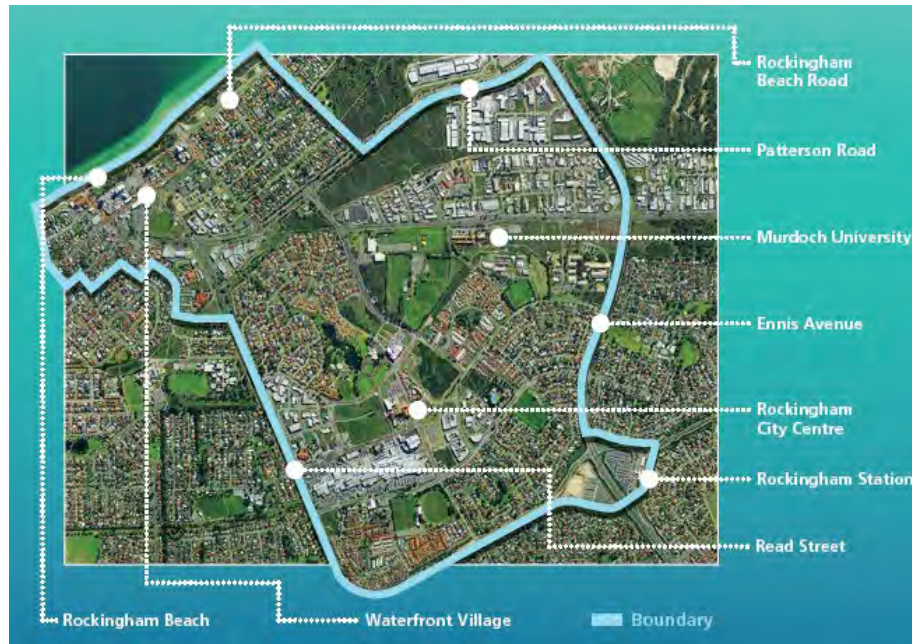 Rockingham
Beach Road
Patterson Road
Murdoch University
Ennis Avenue
Rockingham
City Centre
Rockingham Station
Read Street
Rockingham Beach
Waterfront Village
Boundary